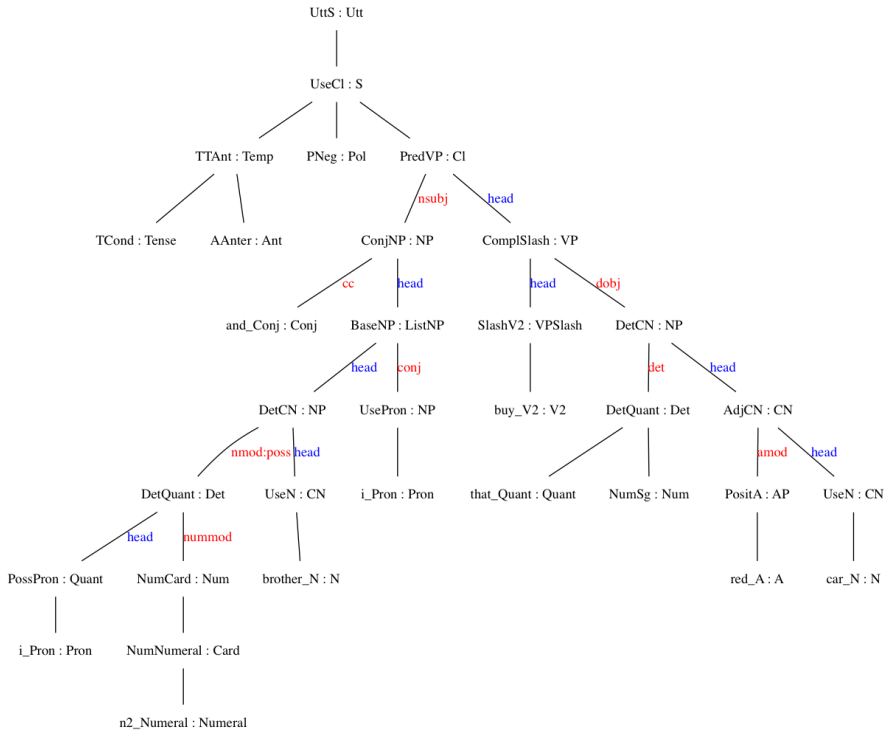 UttS : Utt
UseCl : S
TTAnt : Temp PNeg : Pol PredVP : Cl
nsubj head
TCond : Tense AAnter : Ant ConjNP : NP ComplSlash : VP
cc head head dobj
and_Conj : Conj BaseNP : ListNP SlashV2 : VPSlash DetCN : NP
head conj det head
DetCN : NP UsePron : NP buy_V2 : V2 DetQuant : Det AdjCN : CN
nmod:poss head amod head
DetQuant : Det UseN : CN i_Pron : Pron that_Quant : Quant NumSg : Num PositA : AP UseN : CN
head nummod
PossPron : Quant NumCard : Num brother_N : N red_A : A car_N : N
i_Pron : Pron NumNumeral : Card
n2_Numeral : Numeral